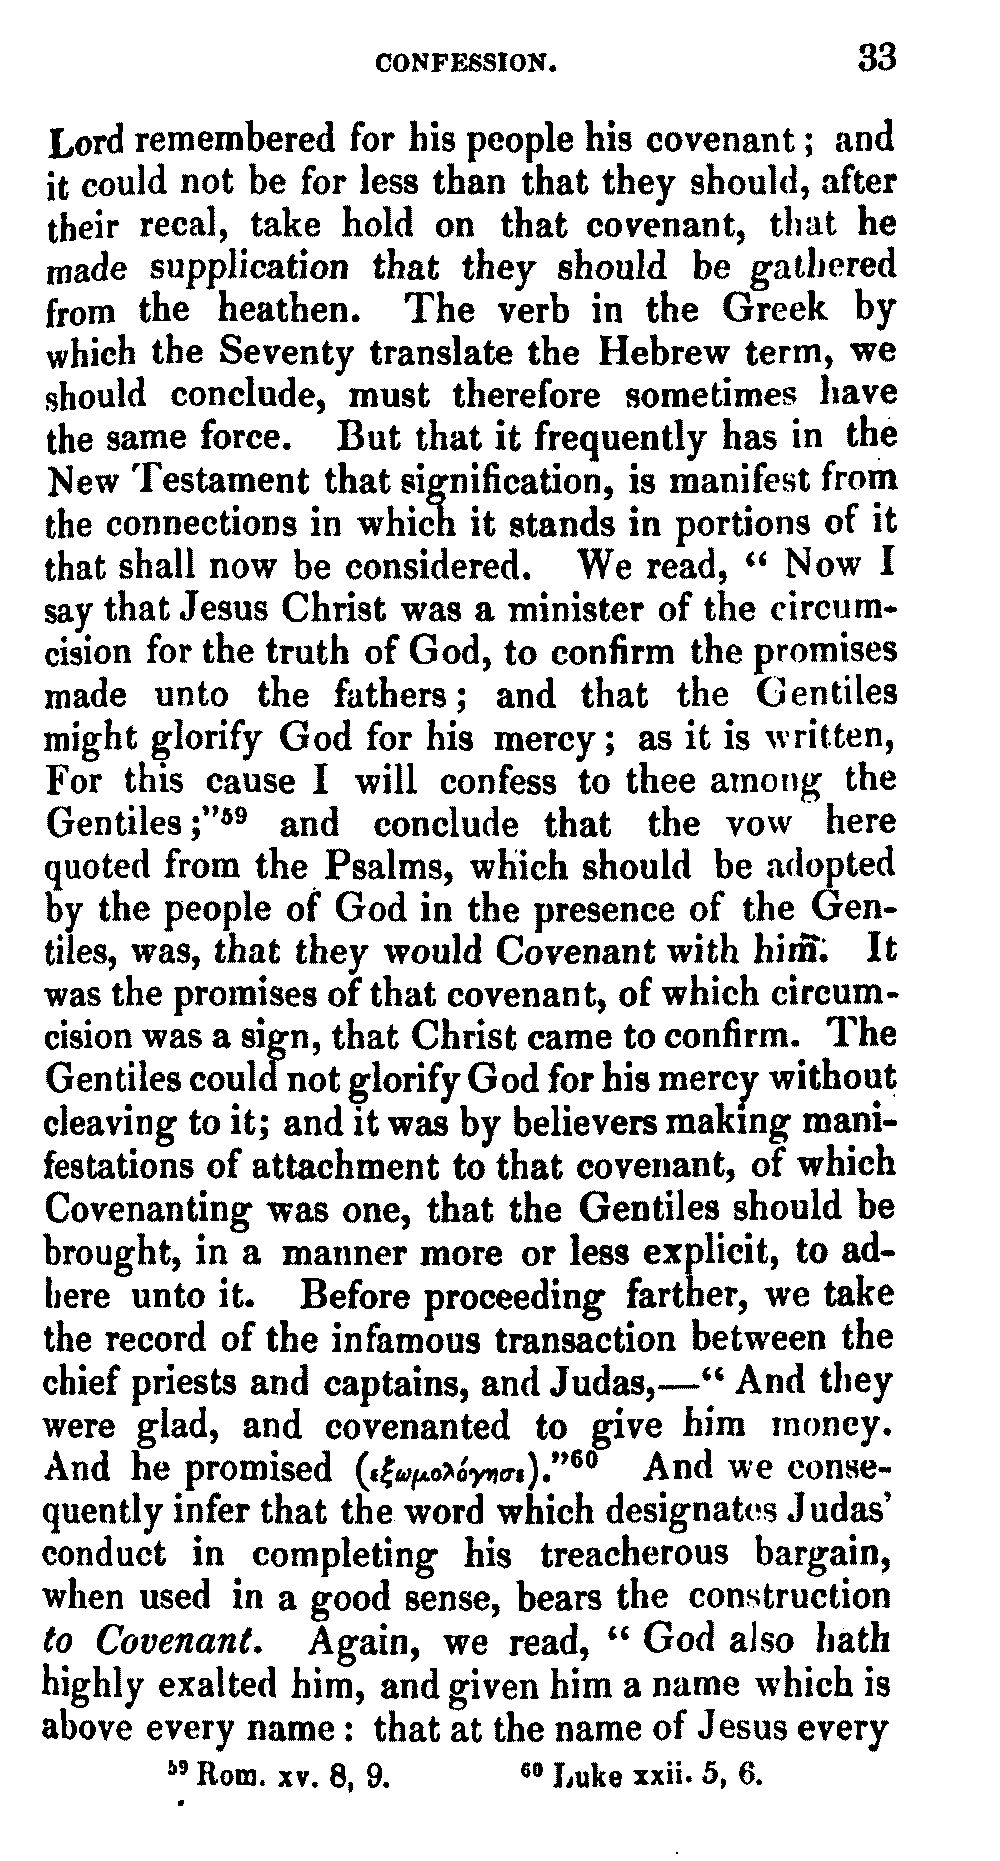 CONFESSION. 33
Lord remembered for his people his covenant; and
it could not be for less than that they should, after
their recal, take hold on that covenant, that he
made supplication that they should be gathered
from the heathen. The verb in the Greek by
which the Seventy translate the Hebrew term, we
should conclude, must therefore sometimes have
the same force. But that it frequently has in the
New Testament that signification, is manifest from
the connections in which it stands in portions of it
that shall now be considered. We read, “ Now I
say that Jesus Christ was a minister of the circum-
cision for the truth of God, to confirm the promises
made unto the fathers; and that the Gentiles
might glorify God for his mercy; as it is written,
For this cause I will confess to thee among the
Gentiles;”⁵⁹ and conclude that the vow here
quoted from the Psalms, which should be adopted
by the people of God in the presence of the Gen-
tiles, was, that they would Covenant with him. It
was the promises of that covenant, of which circum-
cision was a sign, that Christ came to confirm. The
Gentiles could not glorify God for his mercy without
cleaving to it; and it was by believers making mani-
festations of attachment to that covenant, of which
Covenanting was one, that the Gentiles should be
brought, in a manner more or less explicit, to ad-
here unto it. Before proceeding farther, we take
the record of the infamous transaction between the
chief priests and captains, and Judas,—“ And they
were glad, and covenanted to give him money.
And he promised (εξωμολόγησε).”⁶⁰ And we conse-
quently infer that the word which designates Judas’
conduct in completing his treacherous bargain,
when used in a good sense, bears the construction
to Covenant. Again, we read, “ God also hath
highly exalted him, and given him a name which is
above every name: that at the name of Jesus every
⁵⁹ Rom. xv. 8, 9. ⁶⁰ Luke xxii. 5, 6.